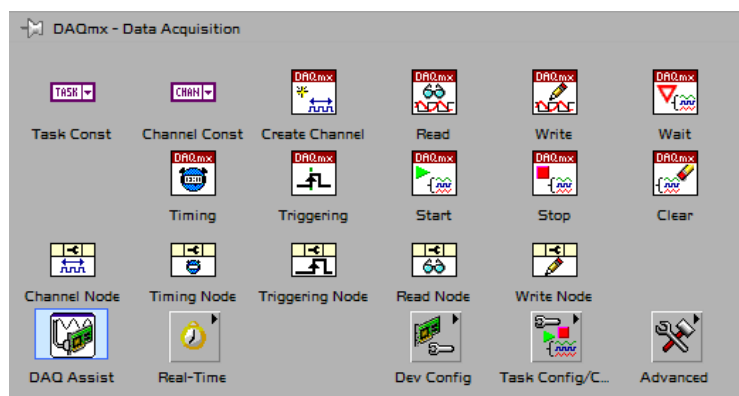 DAQmx - Data Acquisition
DAQmx DAQmx DAQmx DAQmx
TASK CHAN
Task Const Channel Const Create Channel Read Write Wait
DAQmx DAQmx DAQmx DAQmx DAQmx
Timing Triggering Start Stop Clear
Channel Node Timing Node Triggering Node Read Node Write Node
DAQ Assist Real-Time Dev Config Task Config/C... Advanced